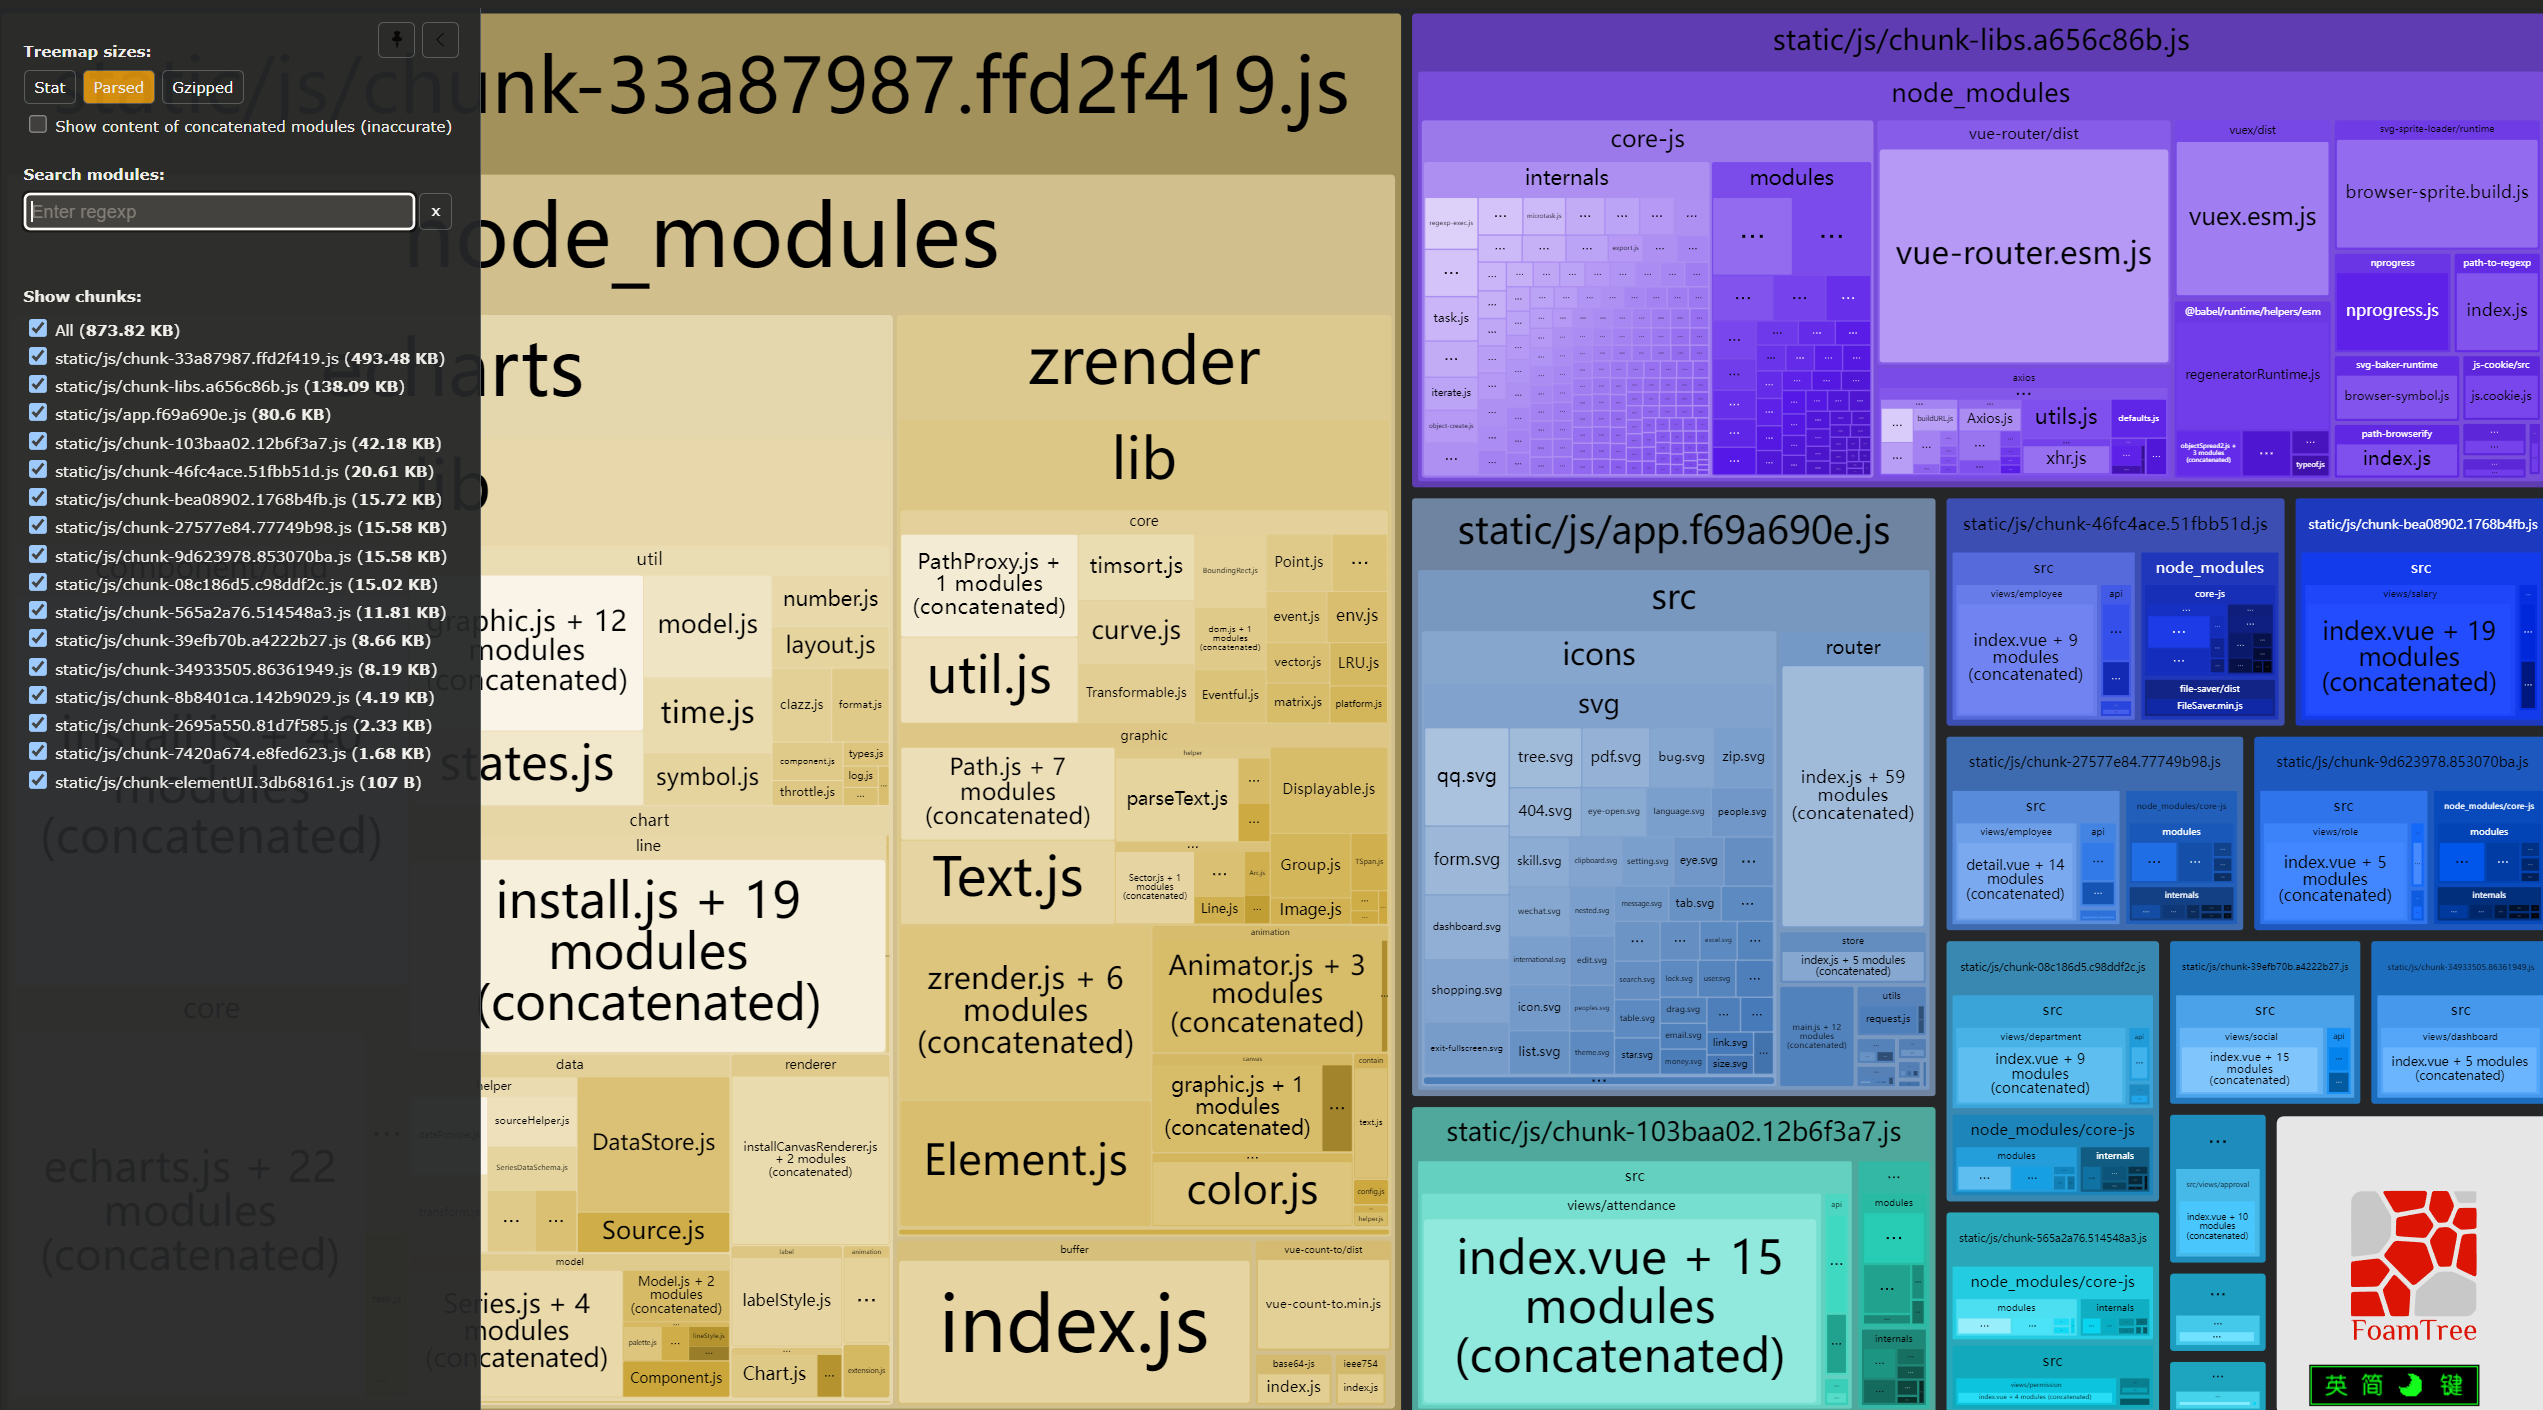 Treemap sizes:
Stat
Parsed
Gzipped
Show content of concatenated modules (inaccurate)
Search modules:
Enter regexp
x
Show chunks:
All (873.82 KB)
static/js/chunk-33a87987.ffd2f419.js (493.48 KB)
static/js/chunk-libs.a656c86b.js (138.09 KB)
static/js/app.f69a690e.js (80.6 KB)
static/js/chunk-103baa02.12b6f3a7.js (42.18 KB)
static/js/chunk-46fc4ace.51fbb51d.js (20.61 KB)
static/js/chunk-bea08902.1768b4fb.js (15.72 KB)
static/js/chunk-27577e84.77749b98.js (15.58 KB)
static/js/chunk-9d623978.853070ba.js (15.58 KB)
static/js/chunk-08c186d5.c98ddf2c.js (15.02 KB)
static/js/chunk-565a2a76.514548a3.js (11.81 KB)
static/js/chunk-39efb70b.a4222b27.js (8.66 KB)
static/js/chunk-34933505.86361949.js (8.19 KB)
static/js/chunk-8b8401ca.142b9029.js (4.19 KB)
static/js/chunk-2695a550.81d7f585.js (2.33 KB)
static/js/chunk-7420a674.e8fed623.js (1.68 KB)
static/js/chunk-elementUI.3db68161.js (107 B)
static/js/chunk-33a87987.ffd2f419.js
node_modules
echarts
lib
util
graphic.js + 12
modules
(concatenated)
model.js
number.js
layout.js
time.js
clazz.js
format.js
states.js
symbol.js
component.js
types.js
log.js
throttle.js
chart
line
install.js + 19
modules
(concatenated)
core
echarts.js + 22
modules
(concatenated)
data
helper
sourceHelper.js
SeriesDataSchema.js
DataStore.js
Source.js
renderer
installCanvasRenderer.js
+ 2 modules
(concatenated)
model
Series.js + 4
modules
(concatenated)
Model.js + 2
modules
(concatenated)
palette.js
lineStyle.js
Component.js
label
labelStyle.js
animation
Chart.js
extension.js
zrender
lib
core
PathProxy.js +
1 modules
(concatenated)
timsort.js
BoundingRect.js
Point.js
util.js
curve.js
dom.js + 1
modules
(concatenated)
event.js
env.js
vector.js
LRU.js
Transformable.js
Eventful.js
matrix.js
platform.js
graphic
Path.js + 7
modules
(concatenated)
helper
parseText.js
Displayable.js
Text.js
Sector.js + 1
modules
(concatenated)
Arc.js
Line.js
Group.js
TSpan.js
Image.js
zrender.js + 6
modules
(concatenated)
animation
Animator.js + 3
modules
(concatenated)
Element.js
canvas
graphic.js + 1
modules
(concatenated)
contain
text.js
color.js
config.js
helper.js
buffer
index.js
vue-count-to/dist
vue-count-to.min.js
base64-js
index.js
ieee754
index.js
static/js/chunk-libs.a656c86b.js
node_modules
core-js
internals
regexp-exec.js
microtask.js
export.js
task.js
iterate.js
object-create.js
modules
vue-router/dist
vue-router.esm.js
axios
buildURL.js
Axios.js
utils.js
defaults.js
xhr.js
vuex/dist
vuex.esm.js
@babel/runtime/helpers/esm
regeneratorRuntime.js
objectSpread2.js +
3 modules
(concatenated)
typeof.js
svg-sprite-loader/runtime
browser-sprite.build.js
nprogress
nprogress.js
path-to-regexp
index.js
svg-baker-runtime
browser-symbol.js
js-cookie/src
js.cookie.js
path-browserify
index.js
static/js/app.f69a690e.js
src
icons
svg
qq.svg
tree.svg
pdf.svg
bug.svg
zip.svg
404.svg
eye-open.svg
language.svg
people.svg
form.svg
skill.svg
clipboard.svg
setting.svg
eye.svg
dashboard.svg
wechat.svg
nested.svg
message.svg
tab.svg
excel.svg
shopping.svg
international.svg
edit.svg
search.svg
lock.svg
user.svg
exit-fullscreen.svg
icon.svg
peoples.svg
table.svg
drag.svg
list.svg
theme.svg
star.svg
email.svg
money.svg
link.svg
size.svg
router
index.js + 59
modules
(concatenated)
store
index.js + 5 modules
(concatenated)
main.js + 12
modules
(concatenated)
utils
request.js
static/js/chunk-103baa02.12b6f3a7.js
src
views/attendance
index.vue + 15
modules
(concatenated)
api
modules
internals
static/js/chunk-46fc4ace.51fbb51d.js
src
views/employee
index.vue + 9
modules
(concatenated)
api
node_modules
core-js
file-saver/dist
FileSaver.min.js
static/js/chunk-bea08902.1768b4fb.js
src
views/salary
index.vue + 19
modules
(concatenated)
static/js/chunk-27577e84.77749b98.js
src
views/employee
detail.vue + 14
modules
(concatenated)
api
node_modules/core-js
modules
internals
static/js/chunk-9d623978.853070ba.js
src
views/role
index.vue + 5
modules
(concatenated)
node_modules/core-js
modules
internals
static/js/chunk-08c186d5.c98ddf2c.js
src
views/department
index.vue + 9
modules
(concatenated)
api
node_modules/core-js
modules
internals
static/js/chunk-39efb70b.a4222b27.js
src
views/social
index.vue + 15
modules
(concatenated)
api
static/js/chunk-34933505.86361949.js
src
views/dashboard
index.vue + 5 modules
(concatenated)
static/js/chunk-565a2a76.514548a3.js
node_modules/core-js
modules
internals
src
views/permission
index.vue + 4 modules (concatenated)
src/views/approval
index.vue + 10
modules
(concatenated)
FoamTree
英 简 键